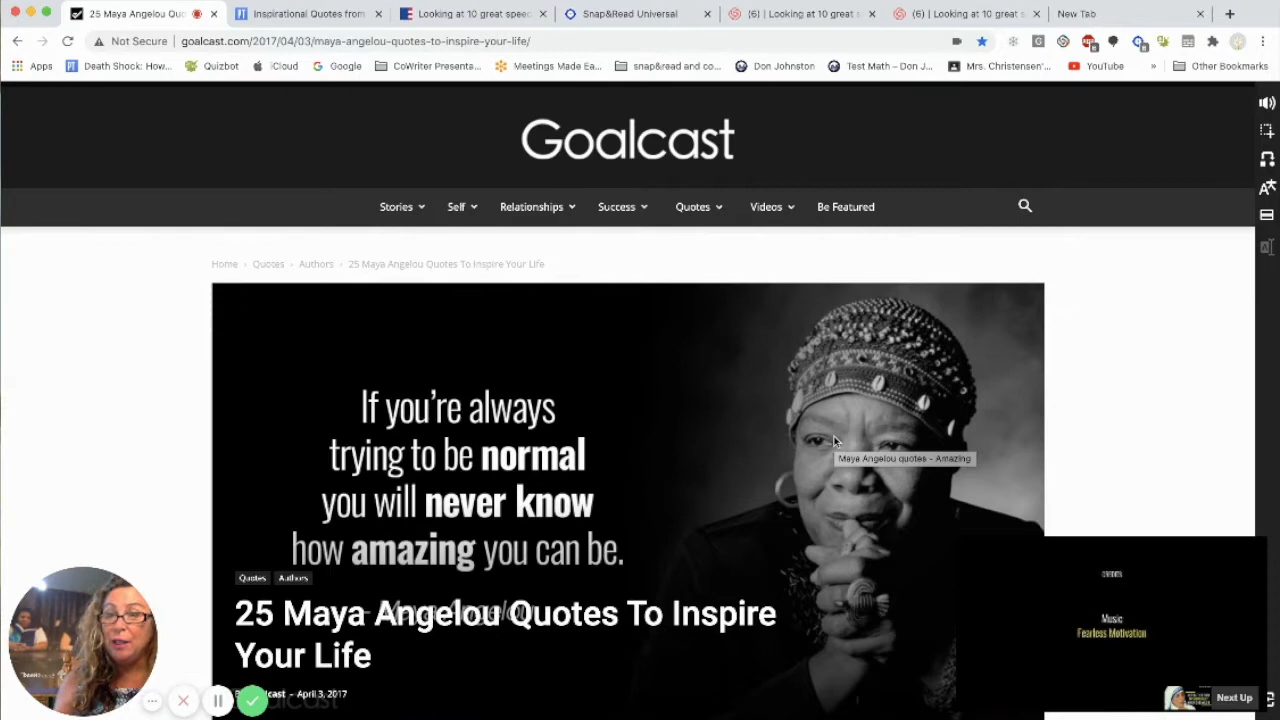 25 Maya Angelou Quo
Inspirational Quotes from
Looking at 10 great speec
Snap&Read Universal
(6) | Looking at 10 great s
(6) | Looking at 10 great s
New Tab
Not Secure | goalcast.com/2017/04/03/maya-angelou-quotes-to-inspire-your-life/
Apps
Death Shock: How...
Quizbot
iCloud
Google
CoWriter Presenta...
Meetings Made Ea...
snap&read and co...
Don Johnston
Test Math – Don J...
Mrs. Christensen'...
YouTube
»
Other Bookmarks
Goalcast
Stories
Self
Relationships
Success
Quotes
Videos
Be Featured
Home › Quotes › Authors › 25 Maya Angelou Quotes To Inspire Your Life
If you're always
trying to be normal
you will never know
how amazing you can be.
– Maya Angelou
Maya Angelou quotes - Amazing
Quotes
Authors
25 Maya Angelou Quotes To Inspire
Your Life
cast - April 3, 2017
CREDITS
Music
Fearless Motivation
Next Up